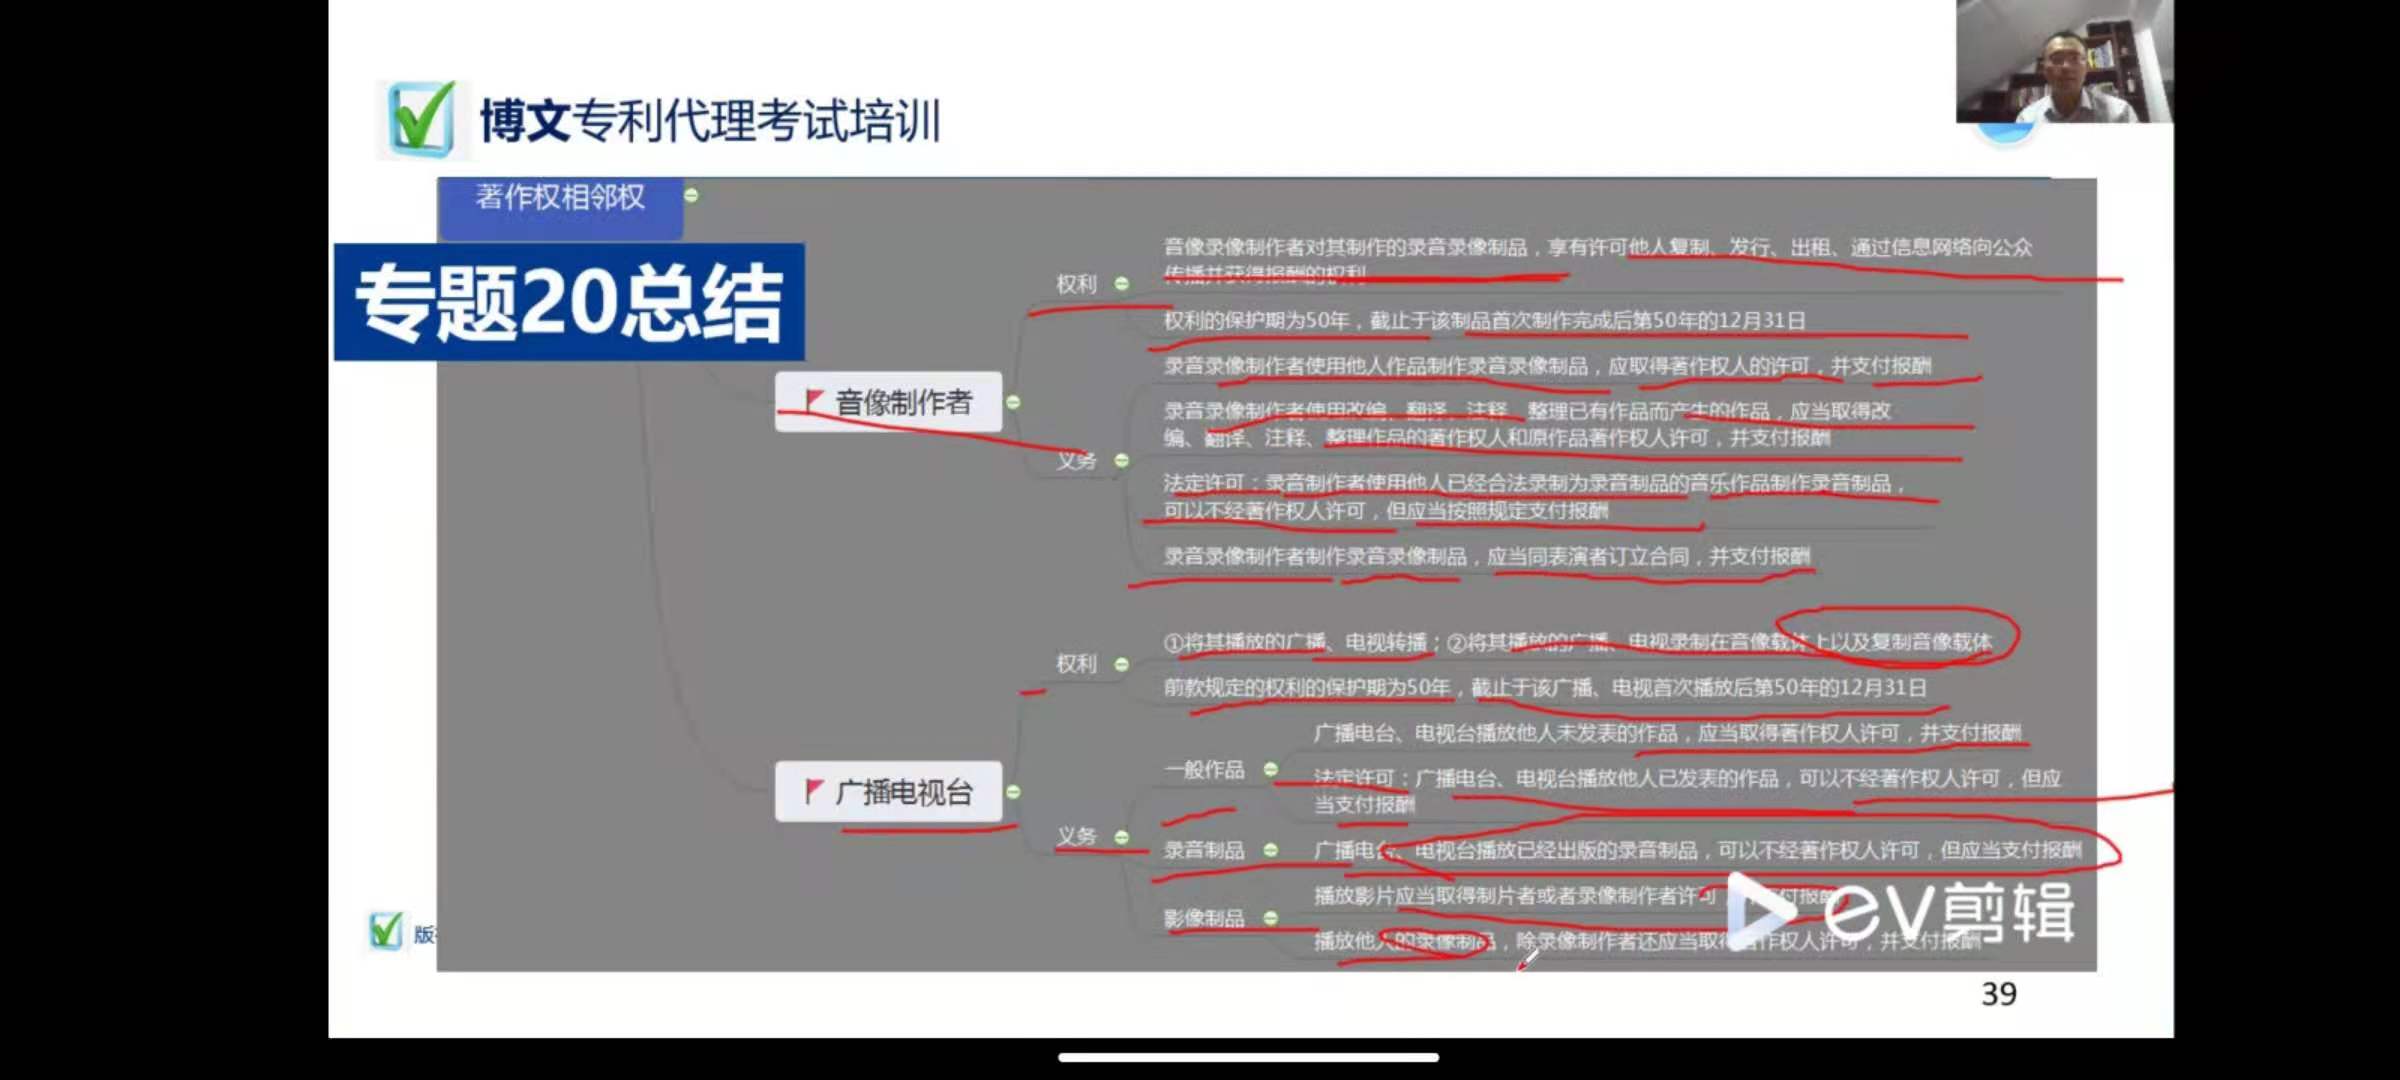 博文专利代理考试培训
著作权相邻权
专题20总结
音像制作者
权利
音像录像制作者对其制作的录音录像制品，享有许可他人复制、发行、出租、通过信息网络向公众
传播并获得报酬的权利
权利的保护期为50年，截止于该制品首次制作完成后第50年的12月31日
义务
录音录像制作者使用他人作品制作录音录像制品，应取得著作权人的许可，并支付报酬
录音录像制作者使用改编、翻译、注释、整理已有作品而产生的作品，应当取得改
编、翻译、注释、整理作品的著作权人和原作品著作权人许可，并支付报酬
法定许可：录音制作者使用他人已经合法录制为录音制品的音乐作品制作录音制品，
可以不经著作权人许可，但应当按照规定支付报酬
录音录像制作者制作录音录像制品，应当同表演者订立合同，并支付报酬
广播电视台
权利
①将其播放的广播、电视转播；②将其播放的广播、电视录制在音像载体上以及复制音像载体
前款规定的权利的保护期为50年，截止于该广播、电视首次播放后第50年的12月31日
义务
一般作品
广播电台、电视台播放他人未发表的作品，应当取得著作权人许可，并支付报酬
法定许可：广播电台、电视台播放他人已发表的作品，可以不经著作权人许可，但应
当支付报酬
录音制品
广播电台、电视台播放已经出版的录音制品，可以不经著作权人许可，但应当支付报酬
影像制品
播放影片应当取得制片者或者录像制作者许可 付报酬
播放他人的录像制品，除录像制作者还应当取得著作权人许可，并支付报酬
版
EV剪辑
39